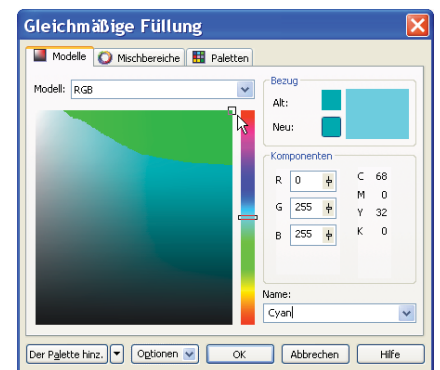 Gleichmäßige Füllung
Modelle Mischbereiche Paletten
Modell: RGB
Bezug
Alt:
Neu:
Komponenten
R 0 C 68
M 0
G 255 Y 32
B 255 K 0
Name:
Cyan
Der Palette hinz. Optionen OK Abbrechen Hilfe